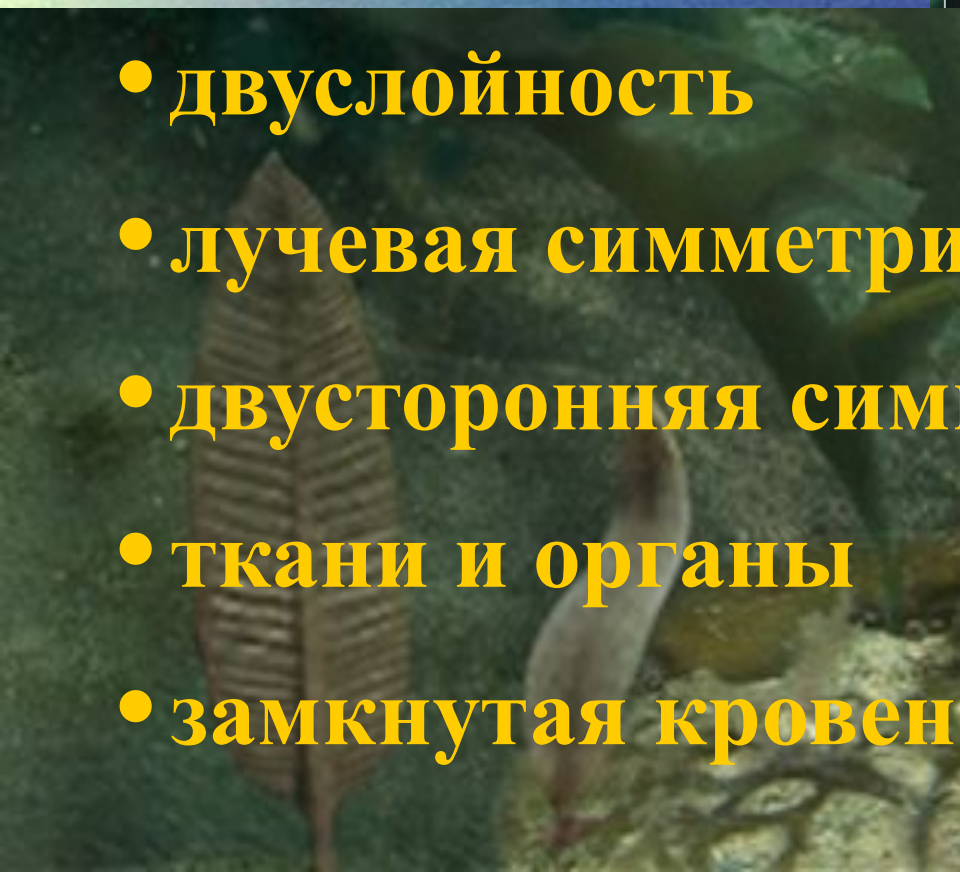 • двуслойность
• лучевая симметри
• двусторонняя сим
• ткани и органы
• замкнутая кровен